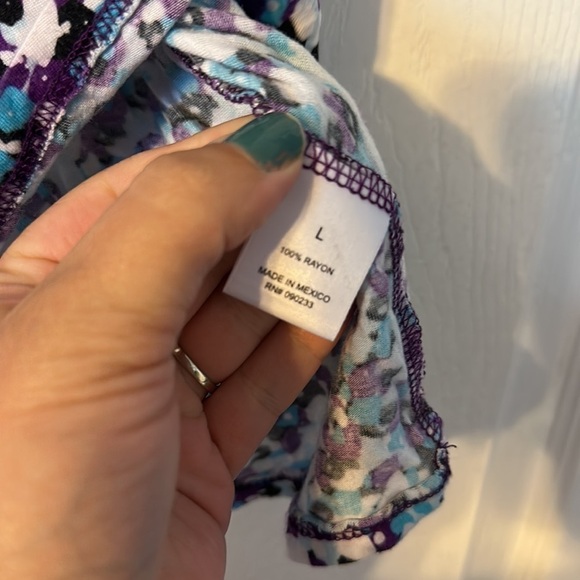 L
100% RAYON
MADE IN MEXICO
RN# 090233